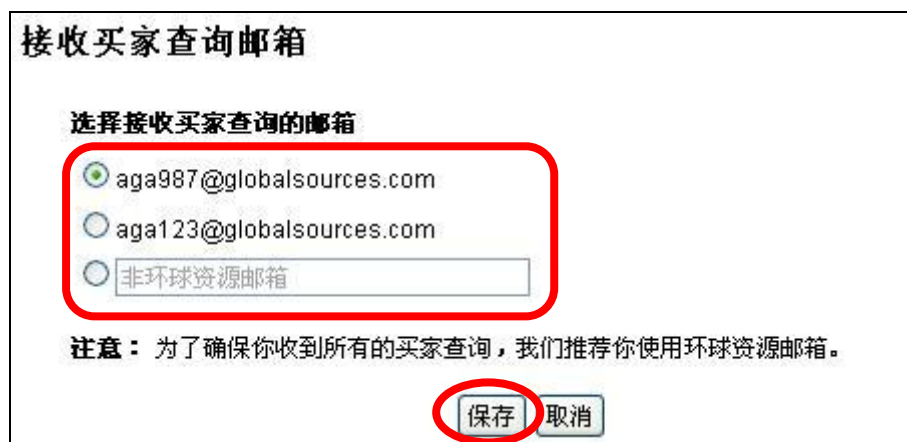 接收买家查询邮箱
选择接收买家查询的邮箱
aga987@globalsources.com
aga123@globalsources.com
非环球资源邮箱
注意： 为了确保你收到所有的买家查询，我们推荐你使用环球资源邮箱。
保存 取消